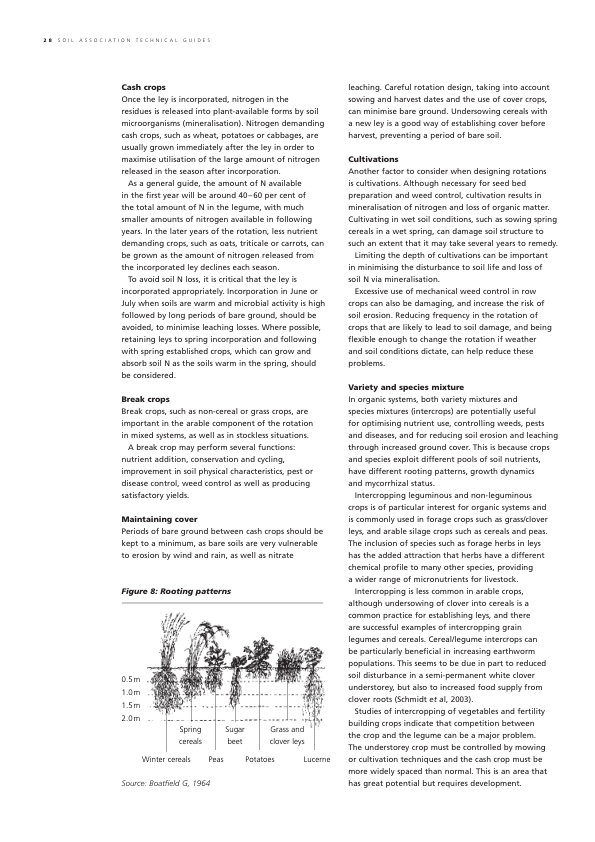 28 SOIL ASSOCIATION TECHNICAL GUIDES
Cash crops
Once the ley is incorporated, nitrogen in the
residues is released into plant-available forms by soil
microorganisms (mineralisation). Nitrogen demanding
cash crops, such as wheat, potatoes or cabbages, are
usually grown immediately after the ley in order to
maximise utilisation of the large amount of nitrogen
released in the season after incorporation.
As a general guide, the amount of N available
in the first year will be around 40–60 per cent of
the total amount of N in the legume, with much
smaller amounts of nitrogen available in following
years. In the later years of the rotation, less nutrient
demanding crops, such as oats, triticale or carrots, can
be grown as the amount of nitrogen released from
the incorporated ley declines each season.
To avoid soil N loss, it is critical that the ley is
incorporated appropriately. Incorporation in June or
July when soils are warm and microbial activity is high
followed by long periods of bare ground, should be
avoided, to minimise leaching losses. Where possible,
retaining leys to spring incorporation and following
with spring established crops, which can grow and
absorb soil N as the soils warm in the spring, should
be considered.
Break crops
Break crops, such as non-cereal or grass crops, are
important in the arable component of the rotation
in mixed systems, as well as in stockless situations.
A break crop may perform several functions:
nutrient addition, conservation and cycling,
improvement in soil physical characteristics, pest or
disease control, weed control as well as producing
satisfactory yields.
Maintaining cover
Periods of bare ground between cash crops should be
kept to a minimum, as bare soils are very vulnerable
to erosion by wind and rain, as well as nitrate
Figure 8: Rooting patterns
0.5m
1.0m
1.5m
2.0m
Spring cereals
Sugar beet
Grass and clover leys
Winter cereals Peas Potatoes Lucerne
Source: Boatfield G, 1964
leaching. Careful rotation design, taking into account
sowing and harvest dates and the use of cover crops,
can minimise bare ground. Undersowing cereals with
a new ley is a good way of establishing cover before
harvest, preventing a period of bare soil.
Cultivations
Another factor to consider when designing rotations
is cultivations. Although necessary for seed bed
preparation and weed control, cultivation results in
mineralisation of nitrogen and loss of organic matter.
Cultivating in wet soil conditions, such as sowing spring
cereals in a wet spring, can damage soil structure to
such an extent that it may take several years to remedy.
Limiting the depth of cultivations can be important
in minimising the disturbance to soil life and loss of
soil N via mineralisation.
Excessive use of mechanical weed control in row
crops can also be damaging, and increase the risk of
soil erosion. Reducing frequency in the rotation of
crops that are likely to lead to soil damage, and being
flexible enough to change the rotation if weather
and soil conditions dictate, can help reduce these
problems.
Variety and species mixture
In organic systems, both variety mixtures and
species mixtures (intercrops) are potentially useful
for optimising nutrient use, controlling weeds, pests
and diseases, and for reducing soil erosion and leaching
through increased ground cover. This is because crops
and species exploit different pools of soil nutrients,
have different rooting patterns, growth dynamics
and mycorrhizal status.
Intercropping leguminous and non-leguminous
crops is of particular interest for organic systems and
is commonly used in forage crops such as grass/clover
leys, and arable silage crops such as cereals and peas.
The inclusion of species such as forage herbs in leys
has the added attraction that herbs have a different
chemical profile to many other species, providing
a wider range of micronutrients for livestock.
Intercropping is less common in arable crops,
although undersowing of clover into cereals is a
common practice for establishing leys, and there
are successful examples of intercropping grain
legumes and cereals. Cereal/legume intercrops can
be particularly beneficial in increasing earthworm
populations. This seems to be due in part to reduced
soil disturbance in a semi-permanent white clover
understorey, but also to increased food supply from
clover roots (Schmidt et al, 2003).
Studies of intercropping of vegetables and fertility
building crops indicate that competition between
the crop and the legume can be a major problem.
The understorey crop must be controlled by mowing
or cultivation techniques and the cash crop must be
more widely spaced than normal. This is an area that
has great potential but requires development.